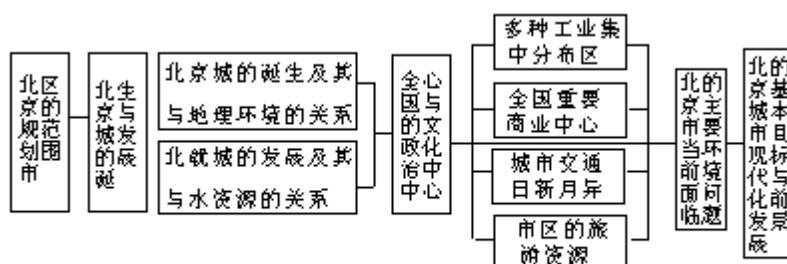 北京规划市
区的范围
北京城的诞
生与发展
北京城的诞生及其
与地理环境的关系
北京城的发展及其
与水资源的关系
全国的政治中
心与文化中心
多种工业集
中分布区
全国重要
商业中心
城市交通
日新月异
市区的旅
游资源
北京市当前面临
的主要环境问题
北京城市现代化发展
的基本目标与前景